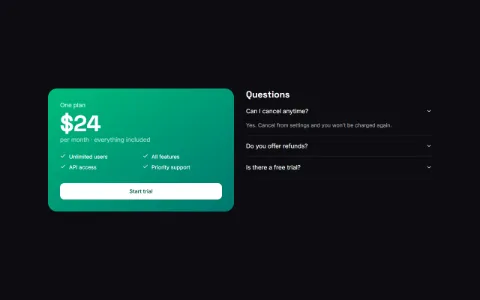 One plan
$24
per month · everything included
Unlimited users
All features
API access
Priority support
Start trial
Questions
Can I cancel anytime?
Yes. Cancel from settings and you won't be charged again.
Do you offer refunds?
Is there a free trial?